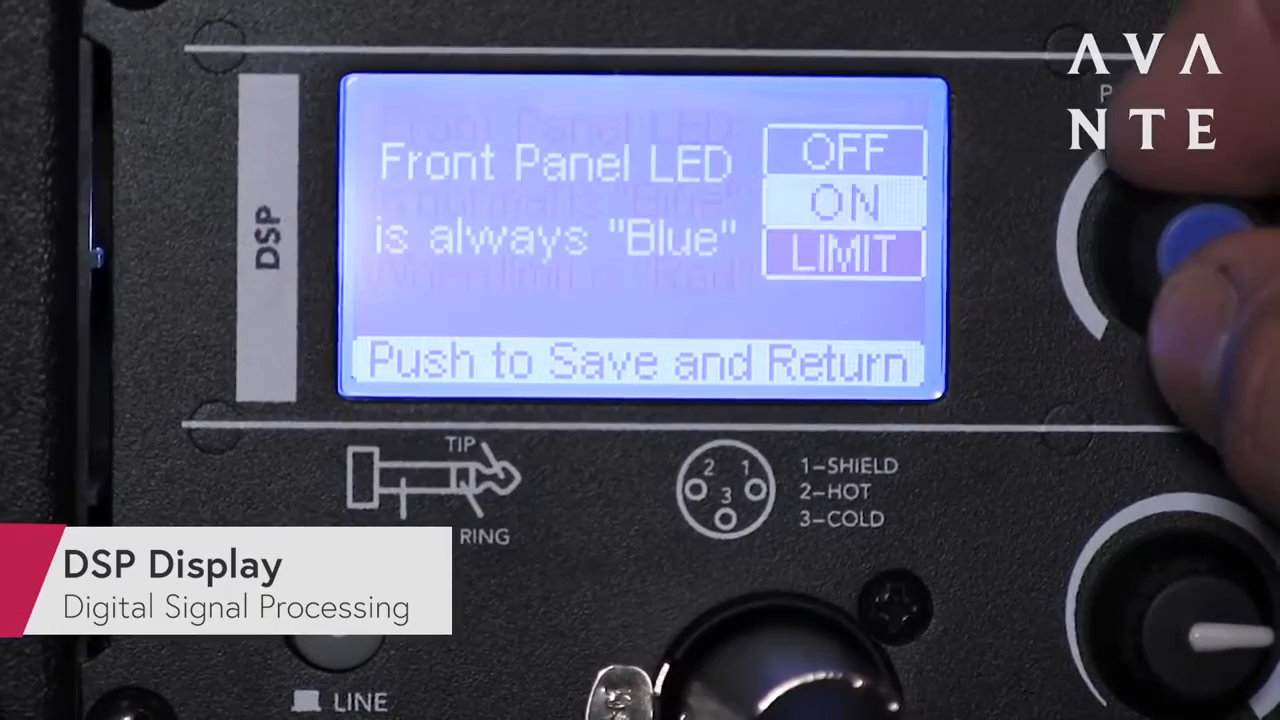 AVA
NTE
P
DSP
Front Panel LED
is always "Blue"
OFF
ON
LIMIT
Push to Save and Return
TIP
RING
2 1
3
1-SHIELD
2-HOT
3-COLD
DSP Display
Digital Signal Processing
LINE